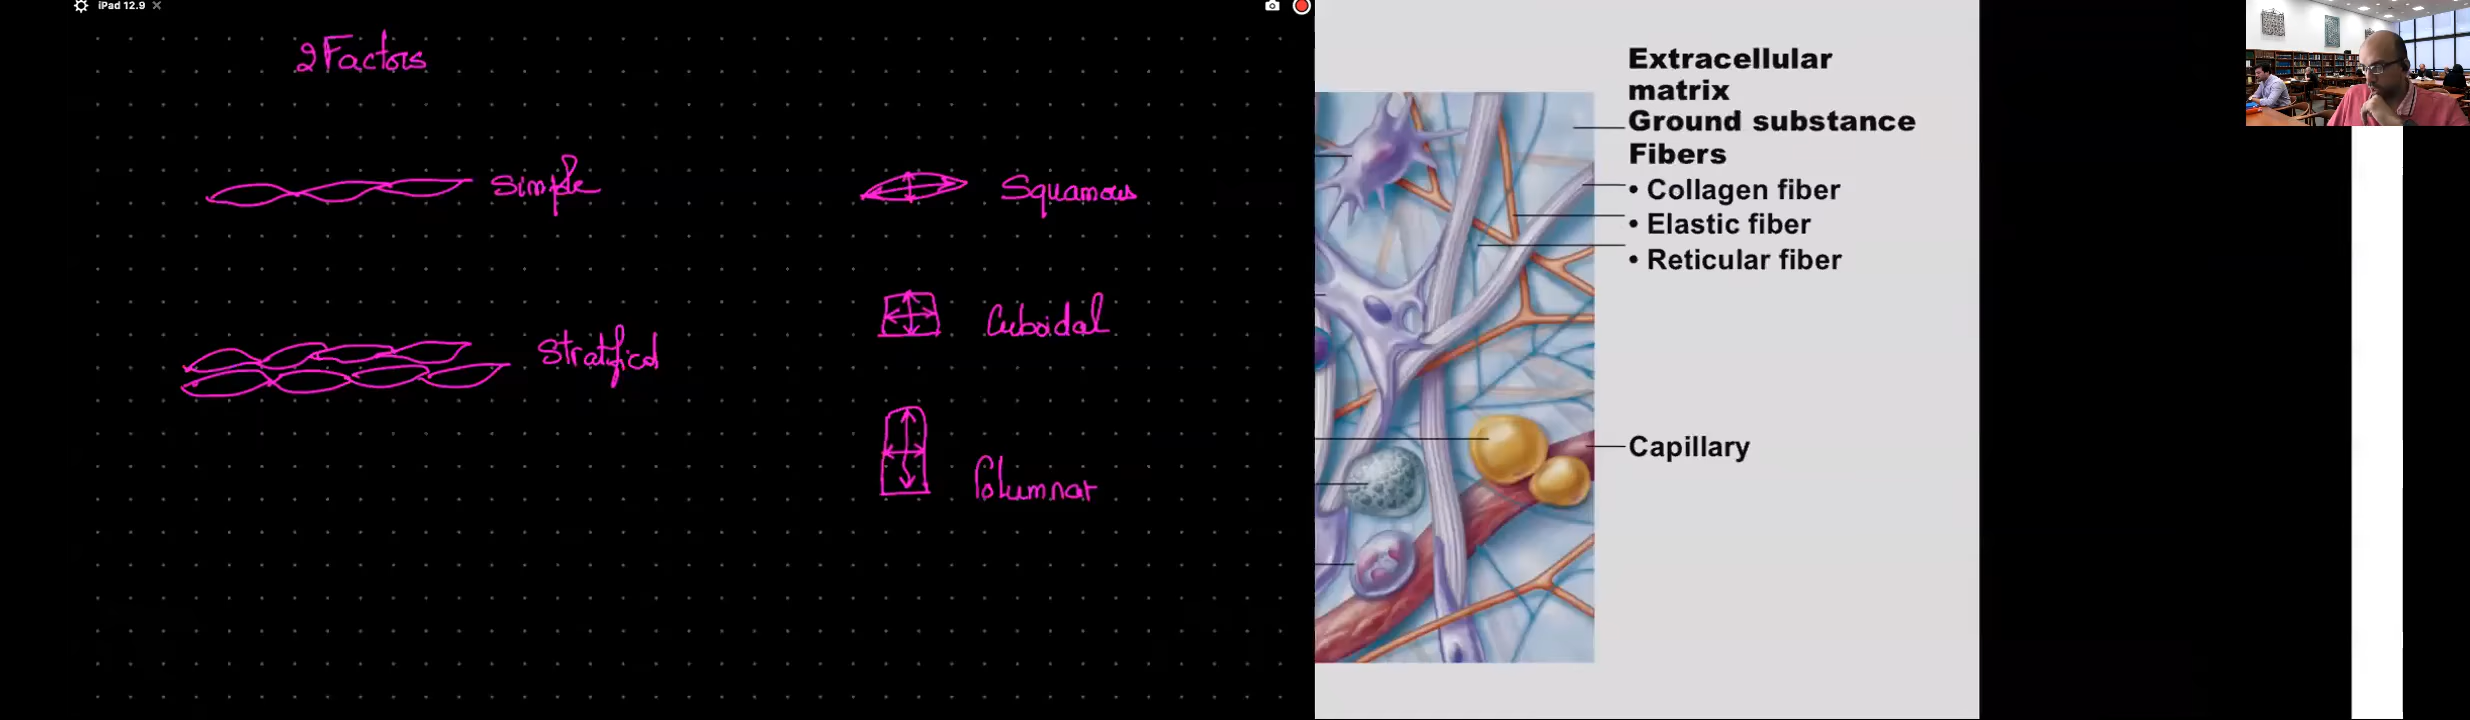 iPad 12.9
2 Factors
Simple
Stratified
Squamous
Cuboidal
Columnar
Extracellular
matrix
Ground substance
Fibers
• Collagen fiber
• Elastic fiber
• Reticular fiber
Capillary